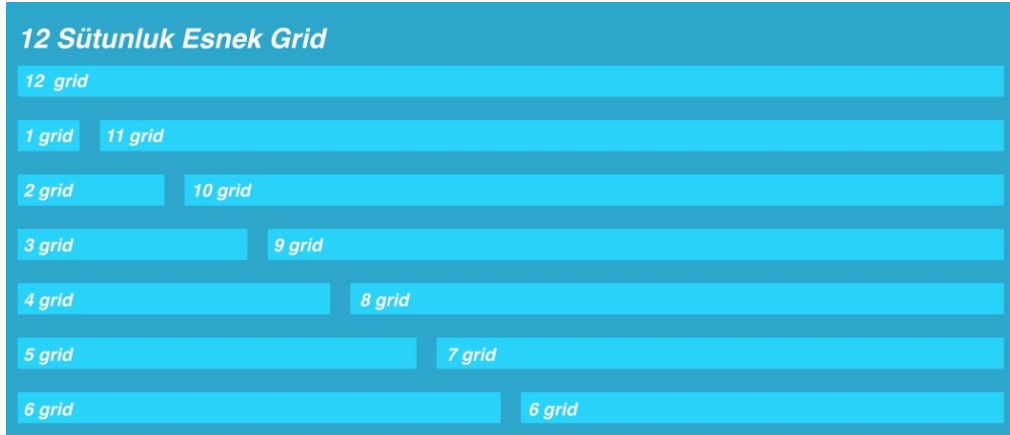 12 Sütunluk Esnek Grid
12 grid
1 grid 11 grid
2 grid 10 grid
3 grid 9 grid
4 grid 8 grid
5 grid 7 grid
6 grid 6 grid